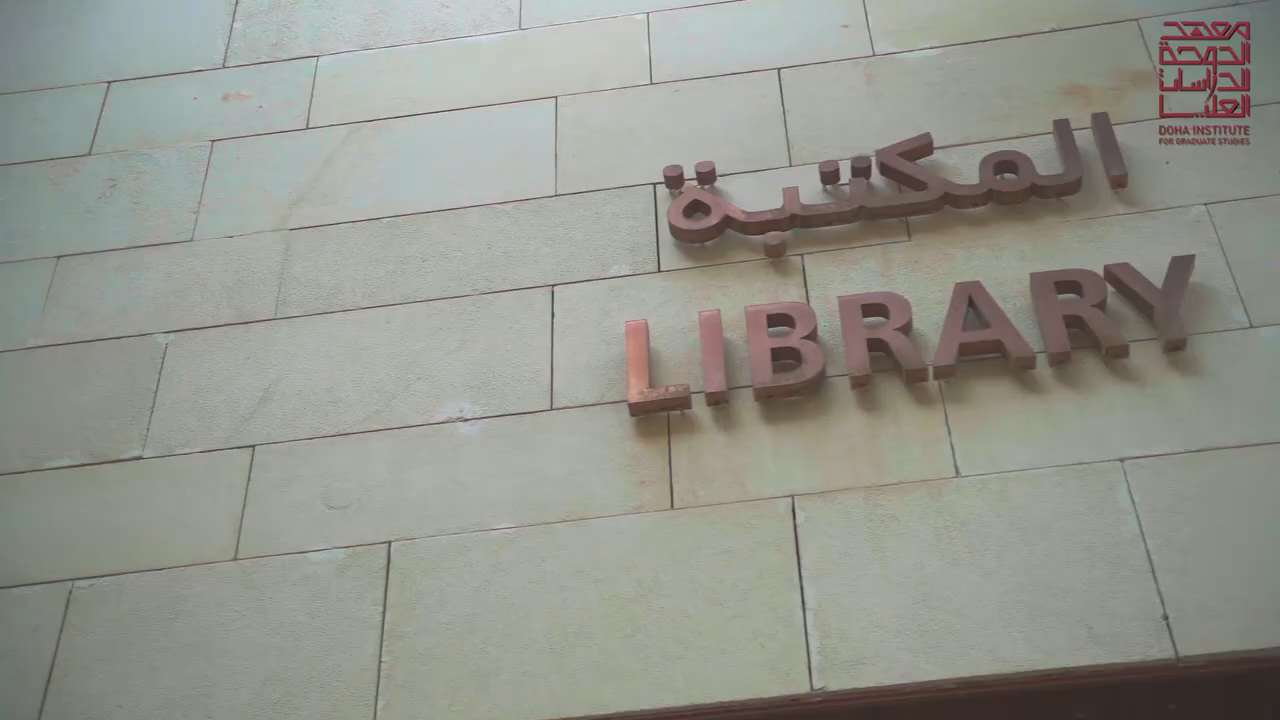 المكتبة
LIBRARY
معهد
الدوحة
للدراسات
العليا
DOHA INSTITUTE
FOR GRADUATE STUDIES